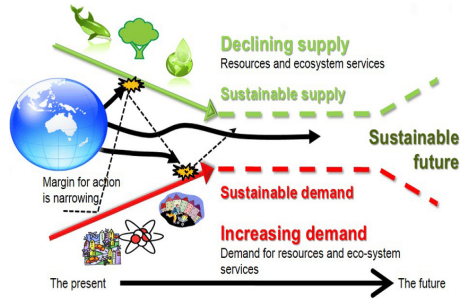 Declining supply
Resources and ecosystem services
Sustainable supply
Sustainable
future
Margin for action
is narrowing
Sustainable demand
Increasing demand
Demand for resources and eco-system
services
The present
The future